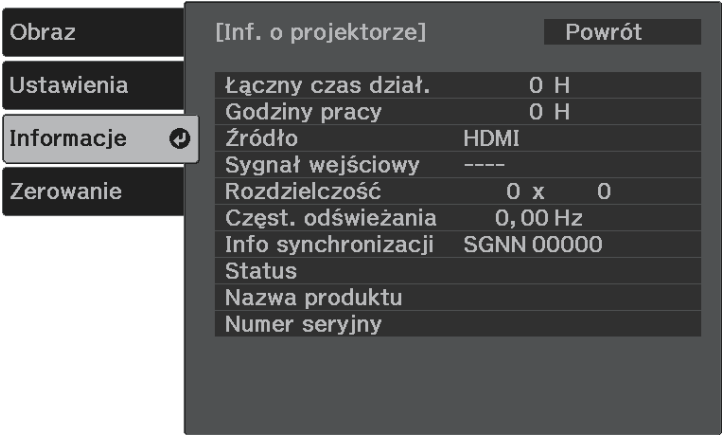 Obraz
Ustawienia
Informacje
Zerowanie
[Inf. o projektorze] Powrót
Łączny czas dział. 0 H
Godziny pracy 0 H
Źródło HDMI
Sygnał wejściowy ----
Rozdzielczość 0 x 0
Częst. odświeżania 0,00 Hz
Info synchronizacji SGNN 00000
Status
Nazwa produktu
Numer seryjny